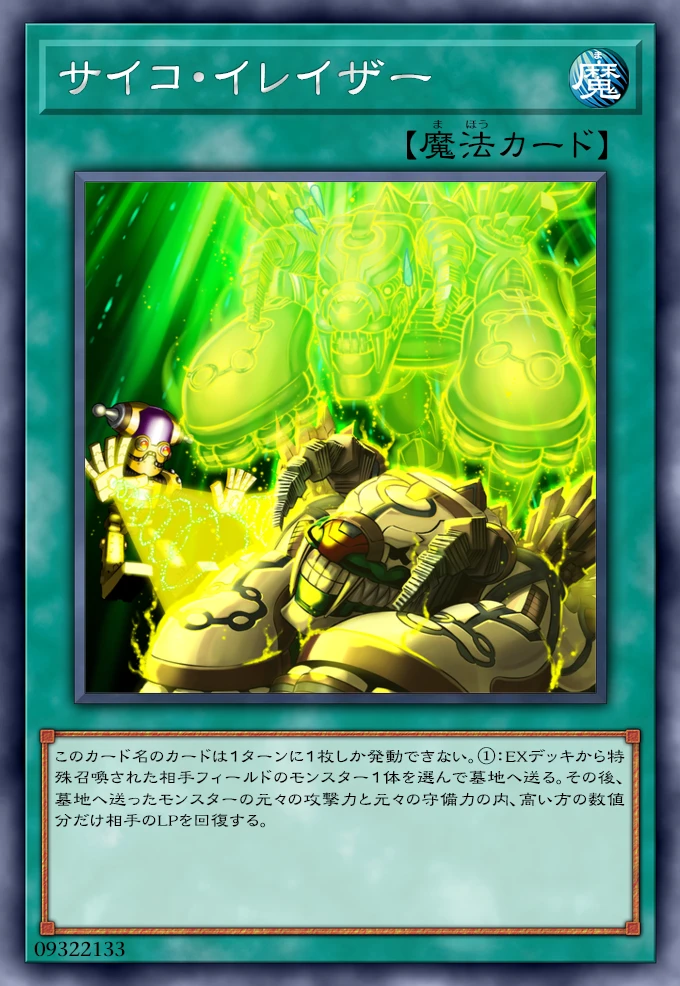 サイコ・イレイザー
魔
ま
ま ほう
【魔法カード】
このカード名のカードは1ターンに1枚しか発動できない。①:EXデッキから特
殊召喚された相手フィールドのモンスター1体を選んで墓地へ送る。その後、
墓地へ送ったモンスターの元々の攻撃力と元々の守備力の内、高い方の数値
分だけ相手のLPを回復する。
09322133